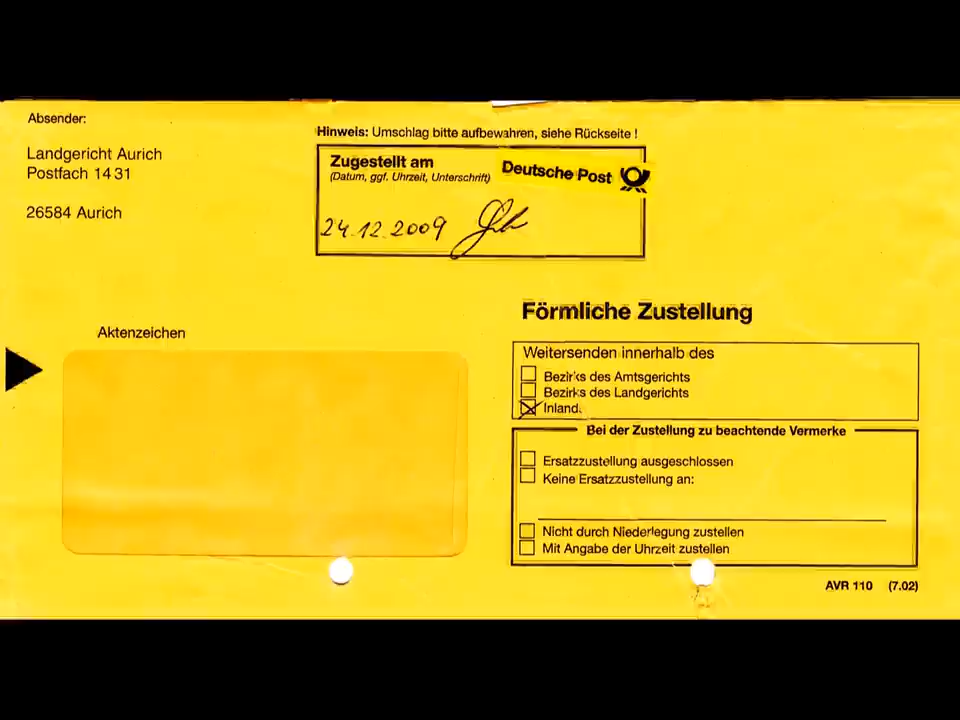 Absender:
Landgericht Aurich
Postfach 14 31
26584 Aurich
Hinweis: Umschlag bitte aufbewahren, siehe Rückseite !
Zugestellt am
(Datum, ggf. Uhrzeit, Unterschrift)
Deutsche Post
24.12.2009
Aktenzeichen
Förmliche Zustellung
Weitersenden innerhalb des
Bezirks des Amtsgerichts
Bezirks des Landgerichts
Inland.
Bei der Zustellung zu beachtende Vermerke
Ersatzzustellung ausgeschlossen
Keine Ersatzzustellung an:
Nicht durch Niederlegung zustellen
Mit Angabe der Uhrzeit zustellen
AVR 110 (7.02)